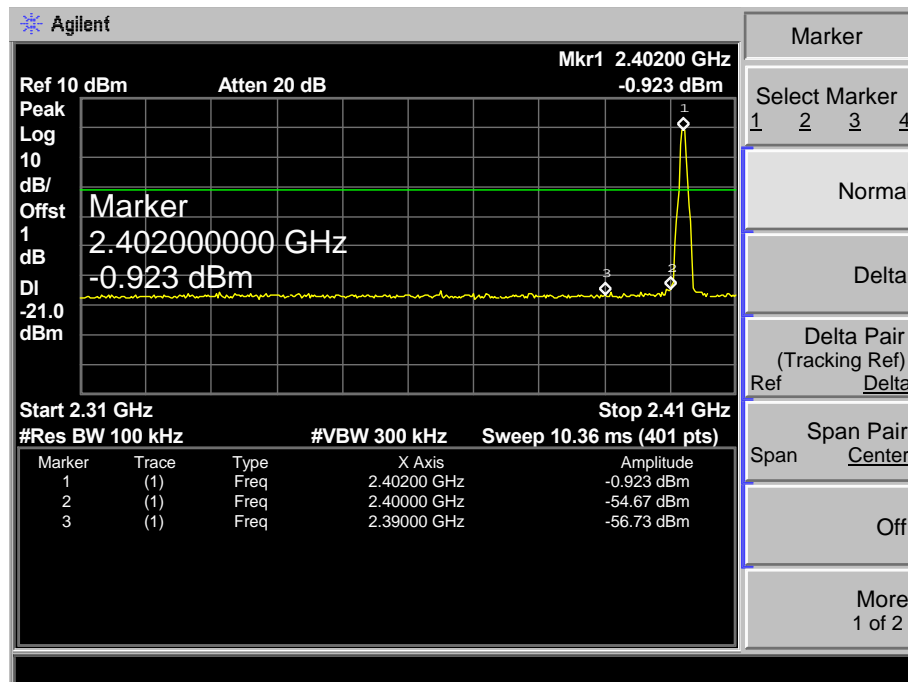 Agilent
Mkr1 2.40200 GHz
Ref 10 dBm Atten 20 dB -0.923 dBm
Peak
Log
10
dB/
Offst
1
dB
DI
-21.0
dBm
1
2
3
Marker
2.402000000 GHz
-0.923 dBm
Start 2.31 GHz Stop 2.41 GHz
#Res BW 100 kHz #VBW 300 kHz Sweep 10.36 ms (401 pts)
Marker Trace Type X Axis Amplitude
1 (1) Freq 2.40200 GHz -0.923 dBm
2 (1) Freq 2.40000 GHz -54.67 dBm
3 (1) Freq 2.39000 GHz -56.73 dBm
Marker
Select Marker
1 2 3 4
Norma
Delta
Delta Pair
(Tracking Ref)
Ref Delta
Span Pair
Span Center
Off
More
1 of 2